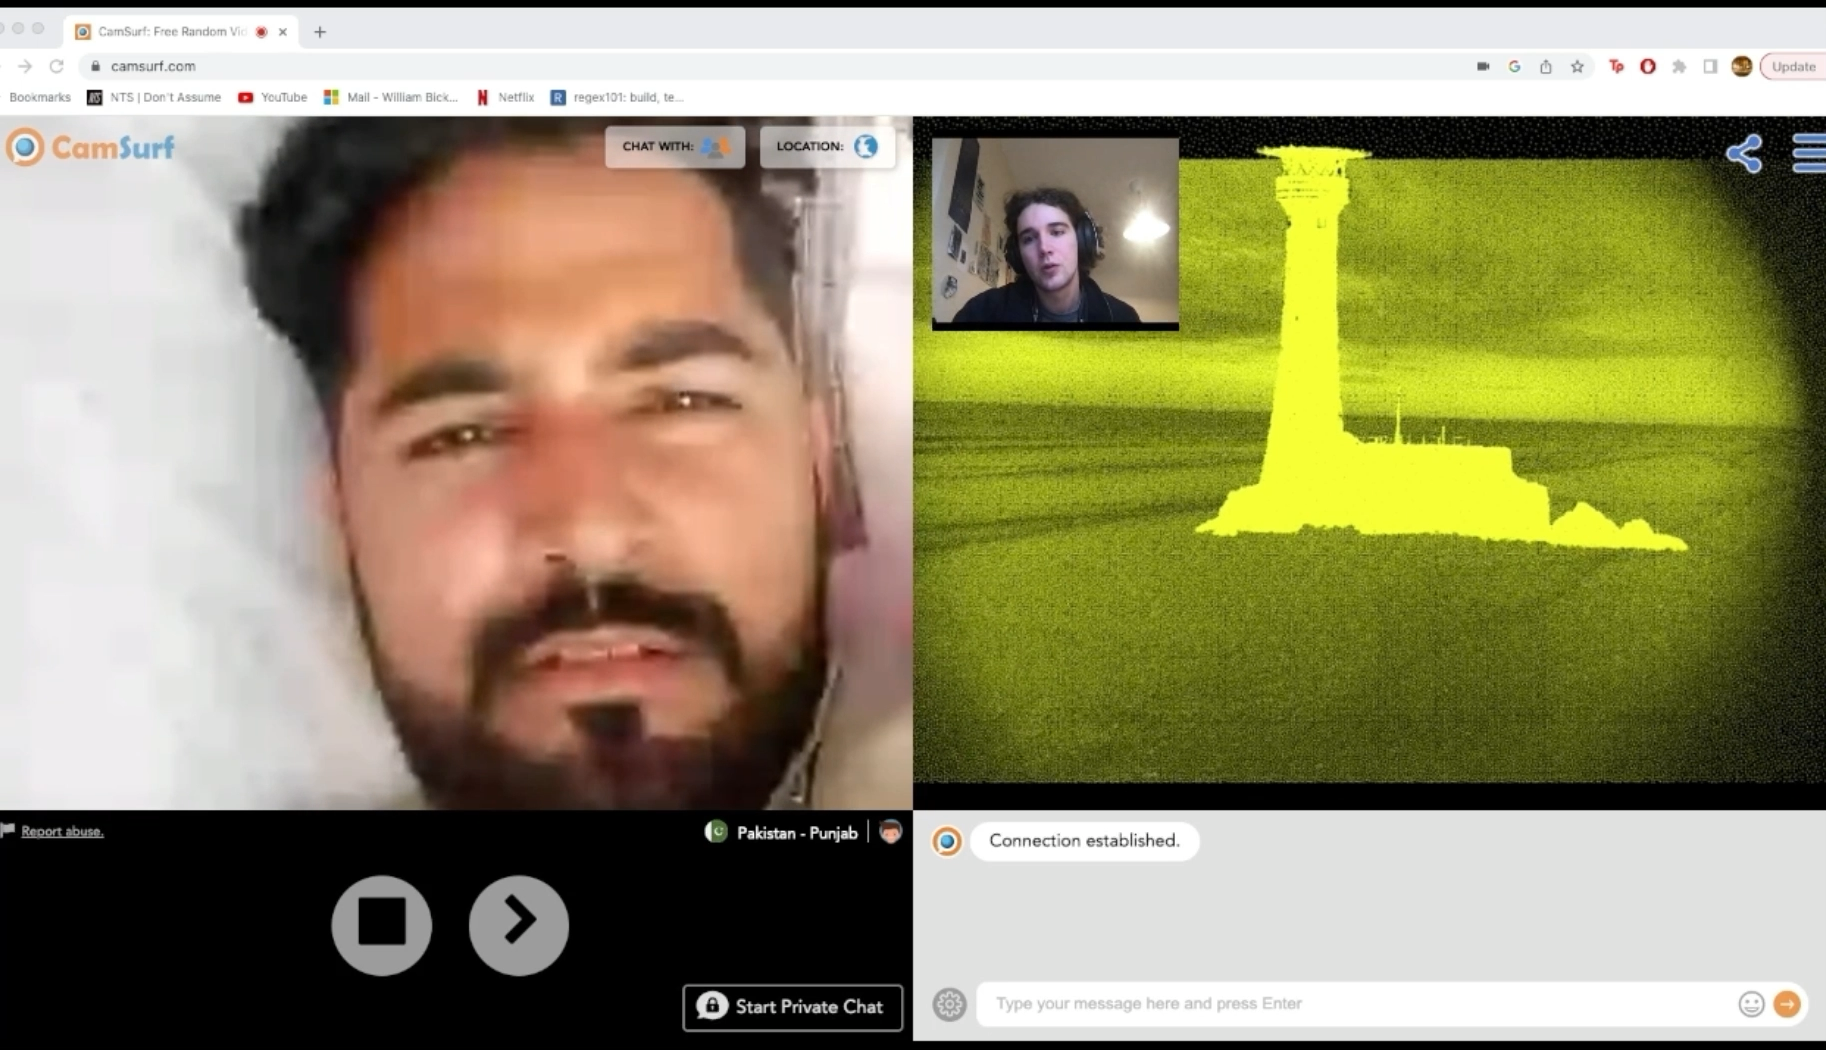 CamSurf: Free Random Vid
camsurf.com
Update
Bookmarks
NTS | Don't Assume
YouTube
Mail - William Bick...
Netflix
regex101: build, te...
CamSurf
CHAT WITH:
LOCATION:
Report abuse.
Pakistan - Punjab
Start Private Chat
Connection established.
Type your message here and press Enter